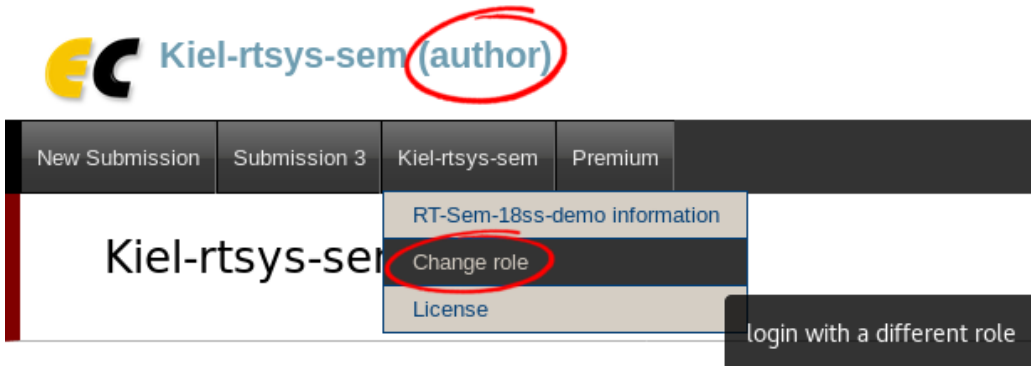 EC Kiel-rtsys-sem (author)
New Submission Submission 3 Kiel-rtsys-sem Premium
RT-Sem-18ss-demo information
Kiel-rtsys-se
Change role
License
login with a different role